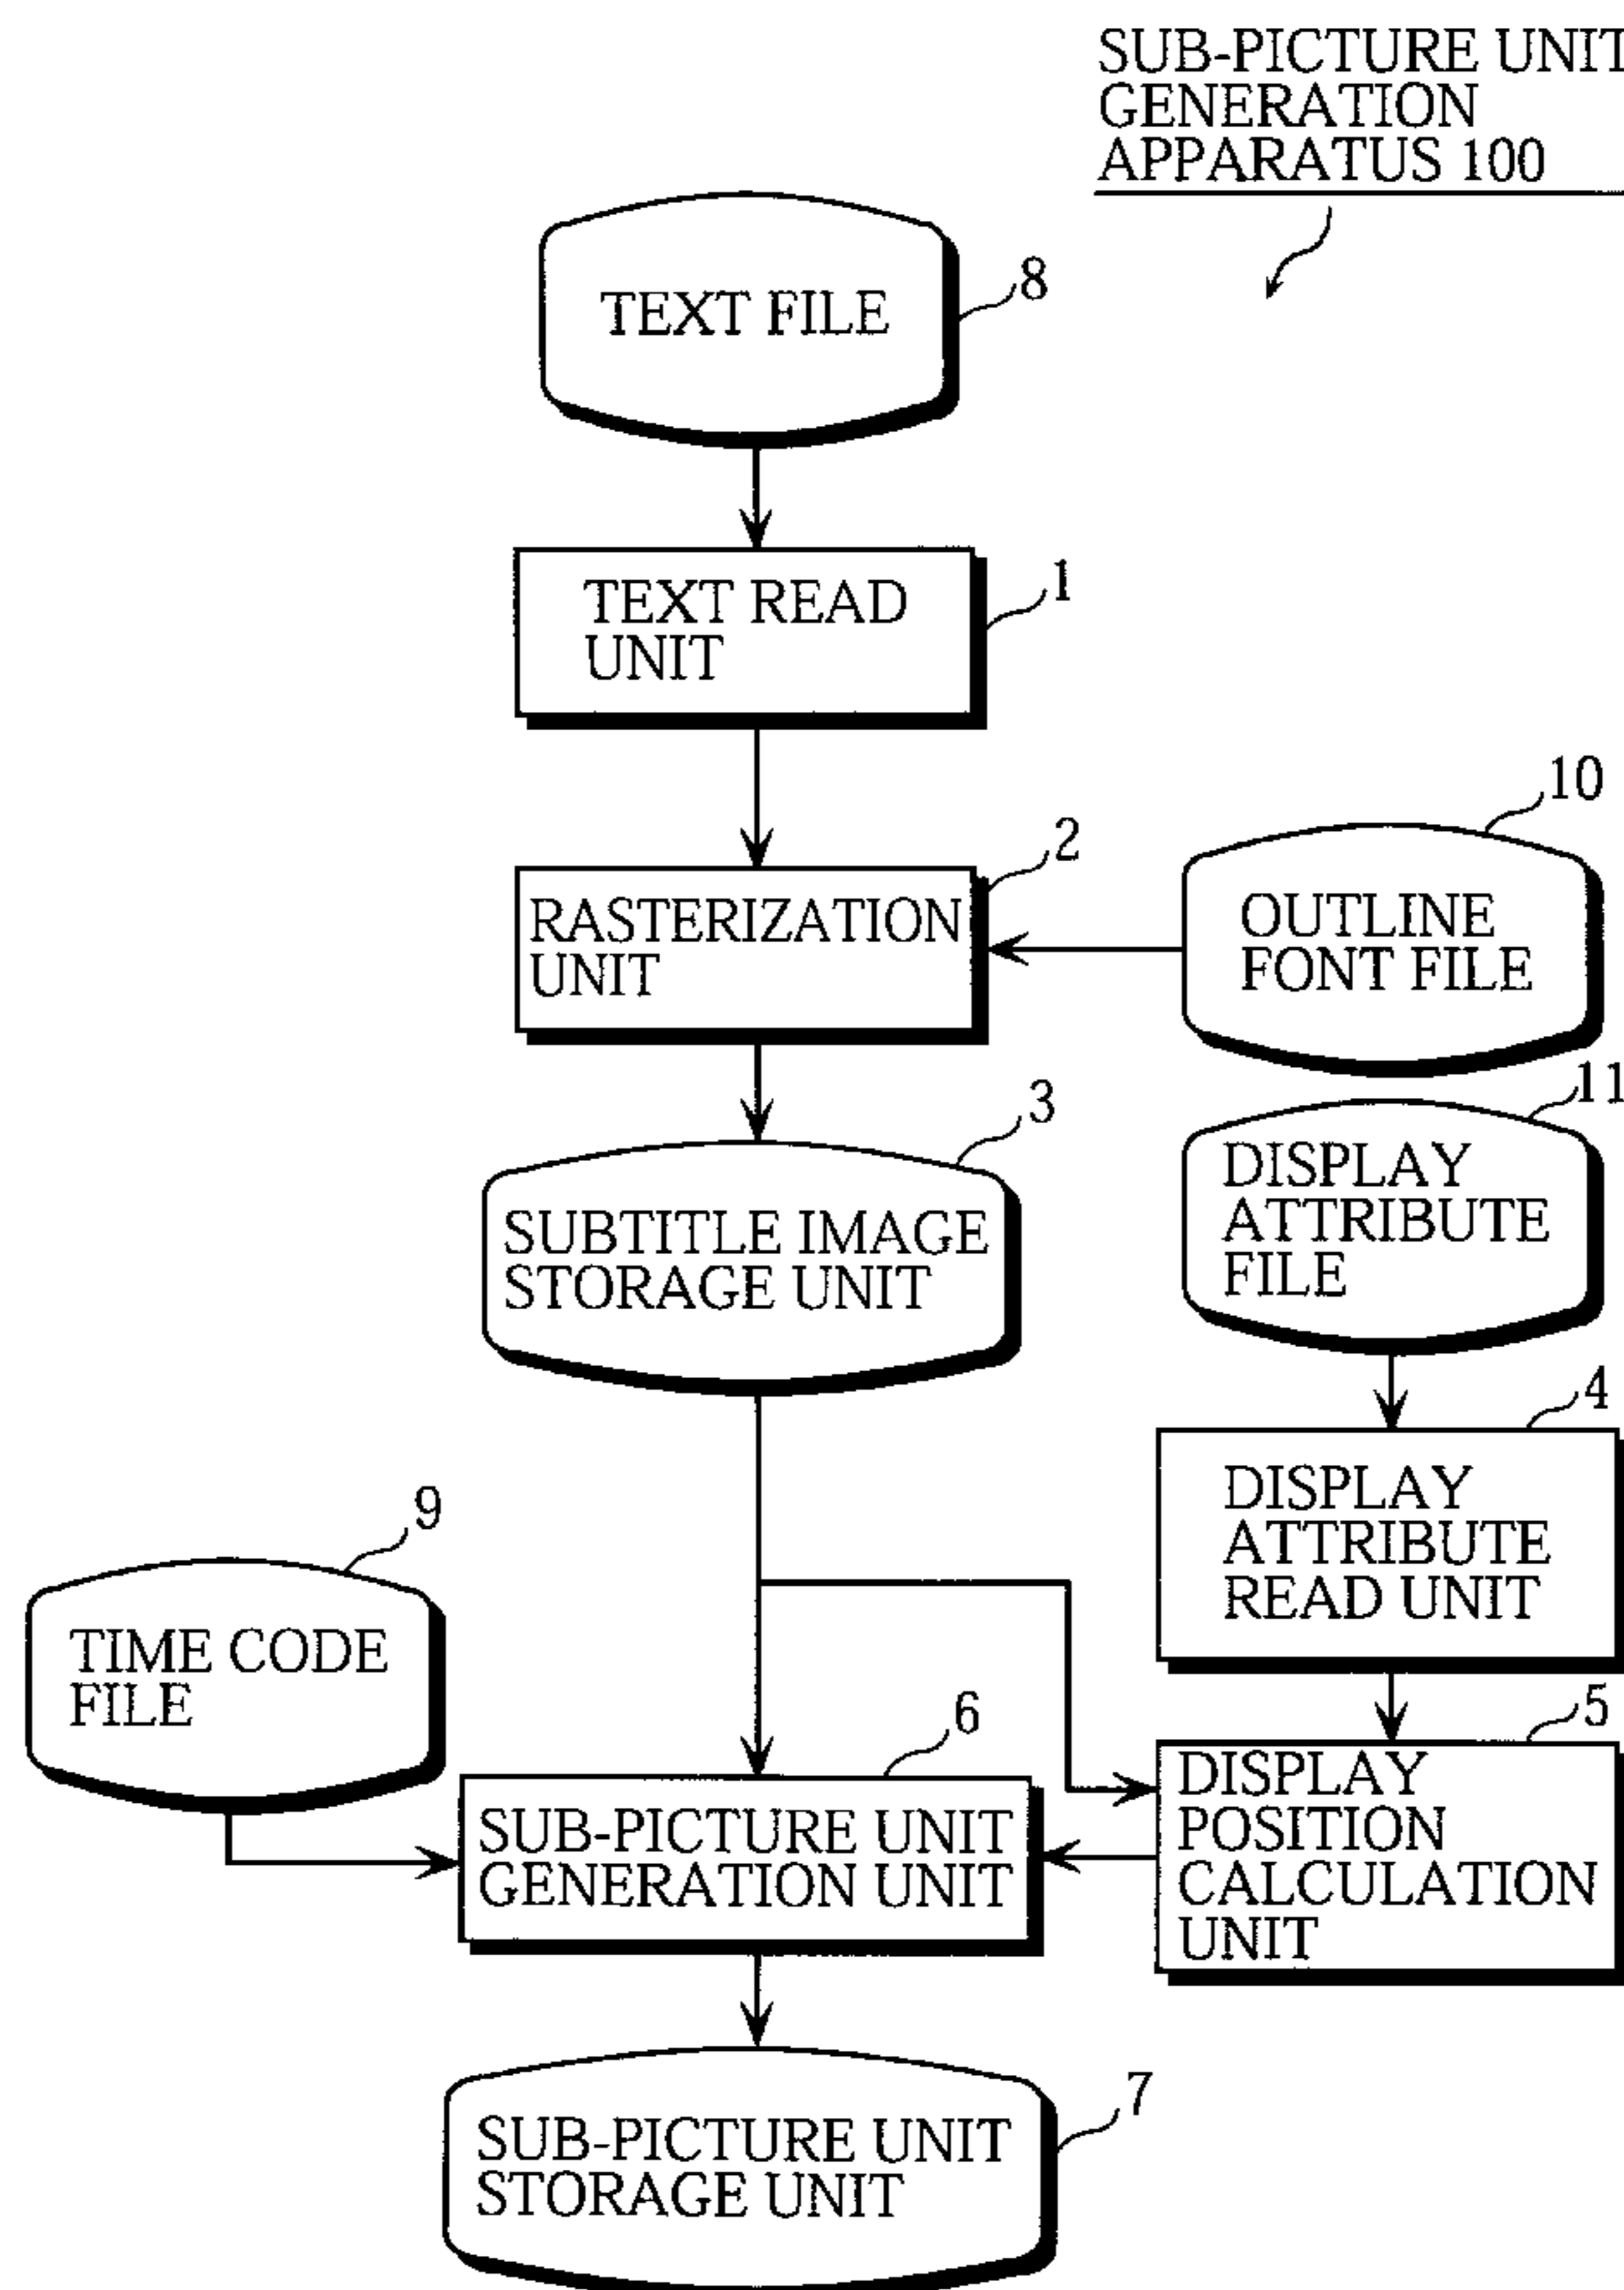 SUB-PICTURE UNIT
GENERATION
APPARATUS 100
TEXT FILE
8
TEXT READ
UNIT
1
RASTERIZATION
UNIT
2
OUTLINE
FONT FILE
10
SUBTITLE IMAGE
STORAGE UNIT
3
DISPLAY
ATTRIBUTE
FILE
11
DISPLAY
ATTRIBUTE
READ UNIT
4
TIME CODE
FILE
9
SUB-PICTURE UNIT
GENERATION UNIT
6
DISPLAY
POSITION
CALCULATION
UNIT
5
SUB-PICTURE UNIT
STORAGE UNIT
7